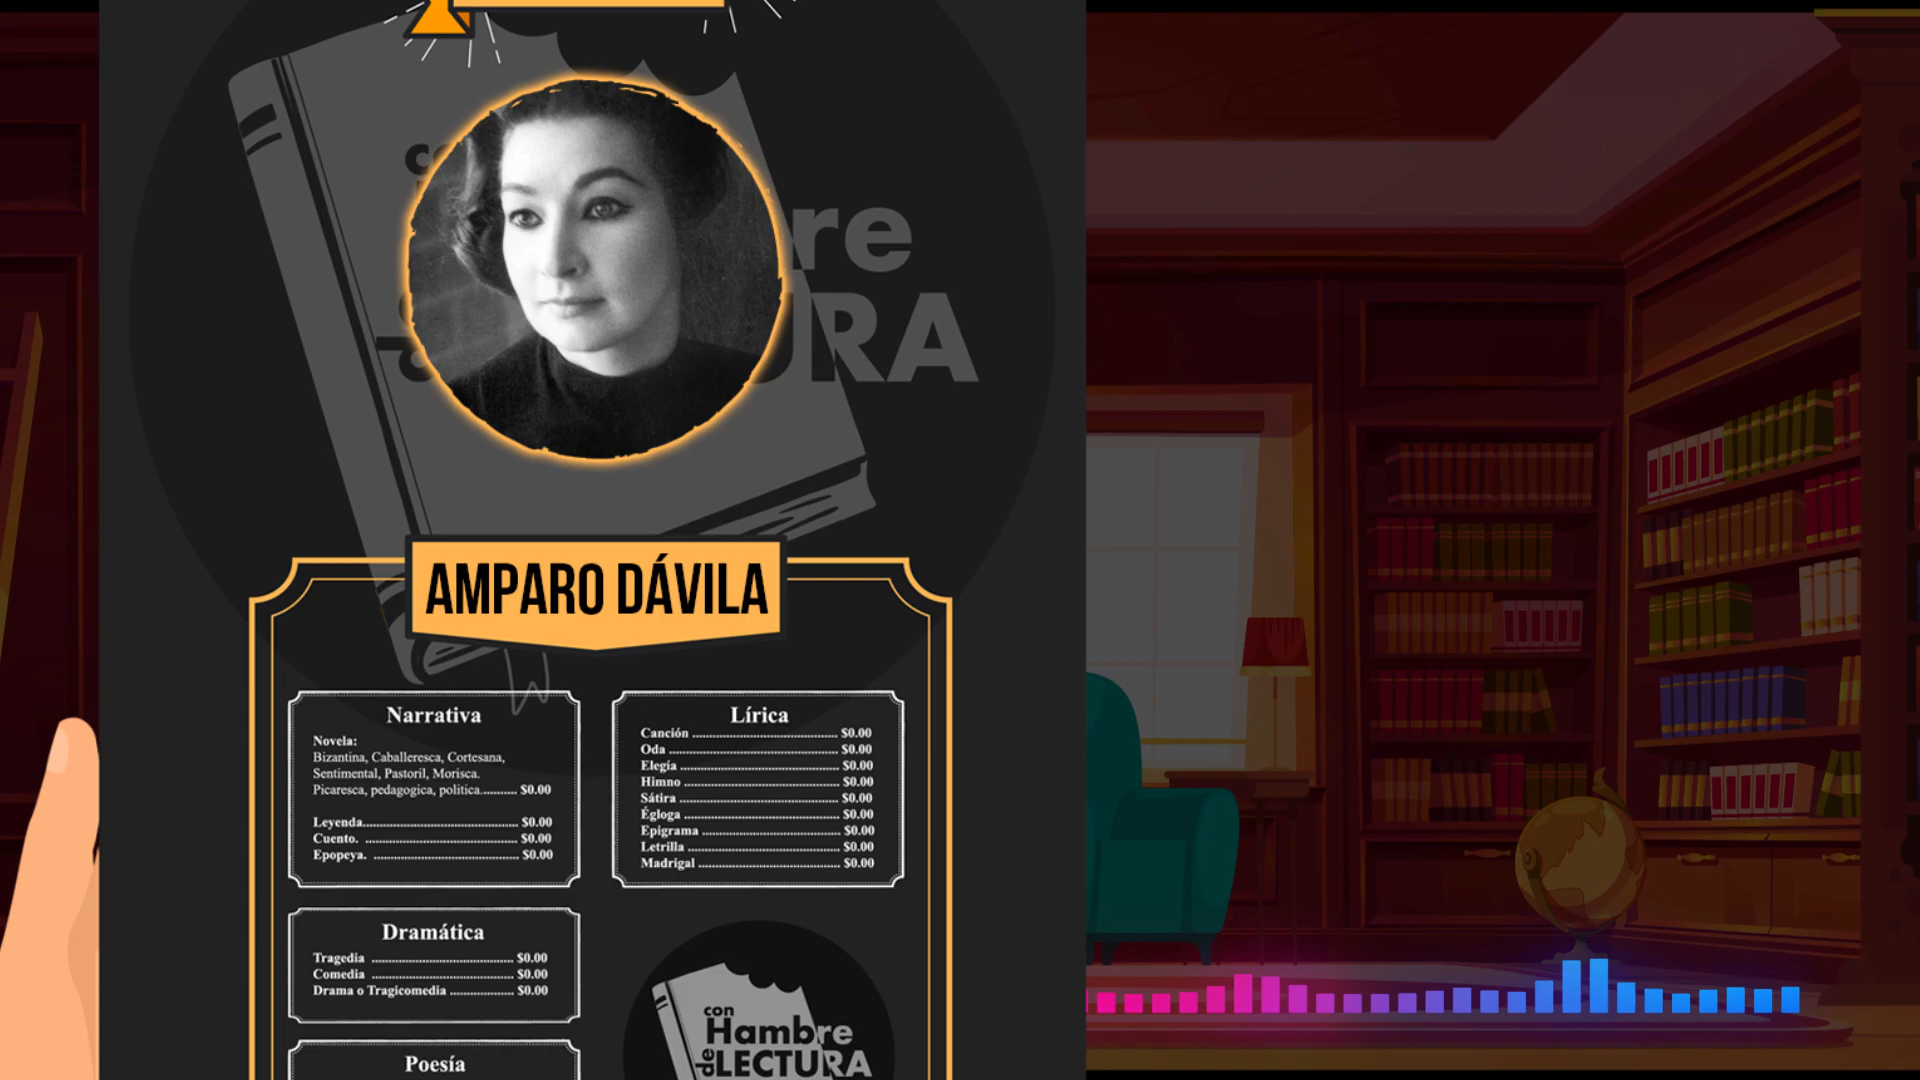 re
RA
AMPARO DÁVILA
Narrativa
Novela:
Bizantina, Caballeresca, Cortesana,
Sentimental, Pastoril, Morisca.
Picaresca, pedagogica, politica.......... $0.00
Leyenda.................................................... $0.00
Cuento. .................................................... $0.00
Epopeya. ................................................. $0.00
Lírica
Canción ................................................ $0.00
Oda ........................................................ $0.00
Elegía .................................................... $0.00
Himno ................................................... $0.00
Sátira ..................................................... $0.00
Égloga ................................................... $0.00
Epigrama .............................................. $0.00
Letrilla .................................................. $0.00
Madrigal ............................................... $0.00
Dramática
Tragedia ............................................... $0.00
Comedia ............................................... $0.00
Drama o Tragicomedia ..................... $0.00
Poesía
con
Hambre
de LECTURA